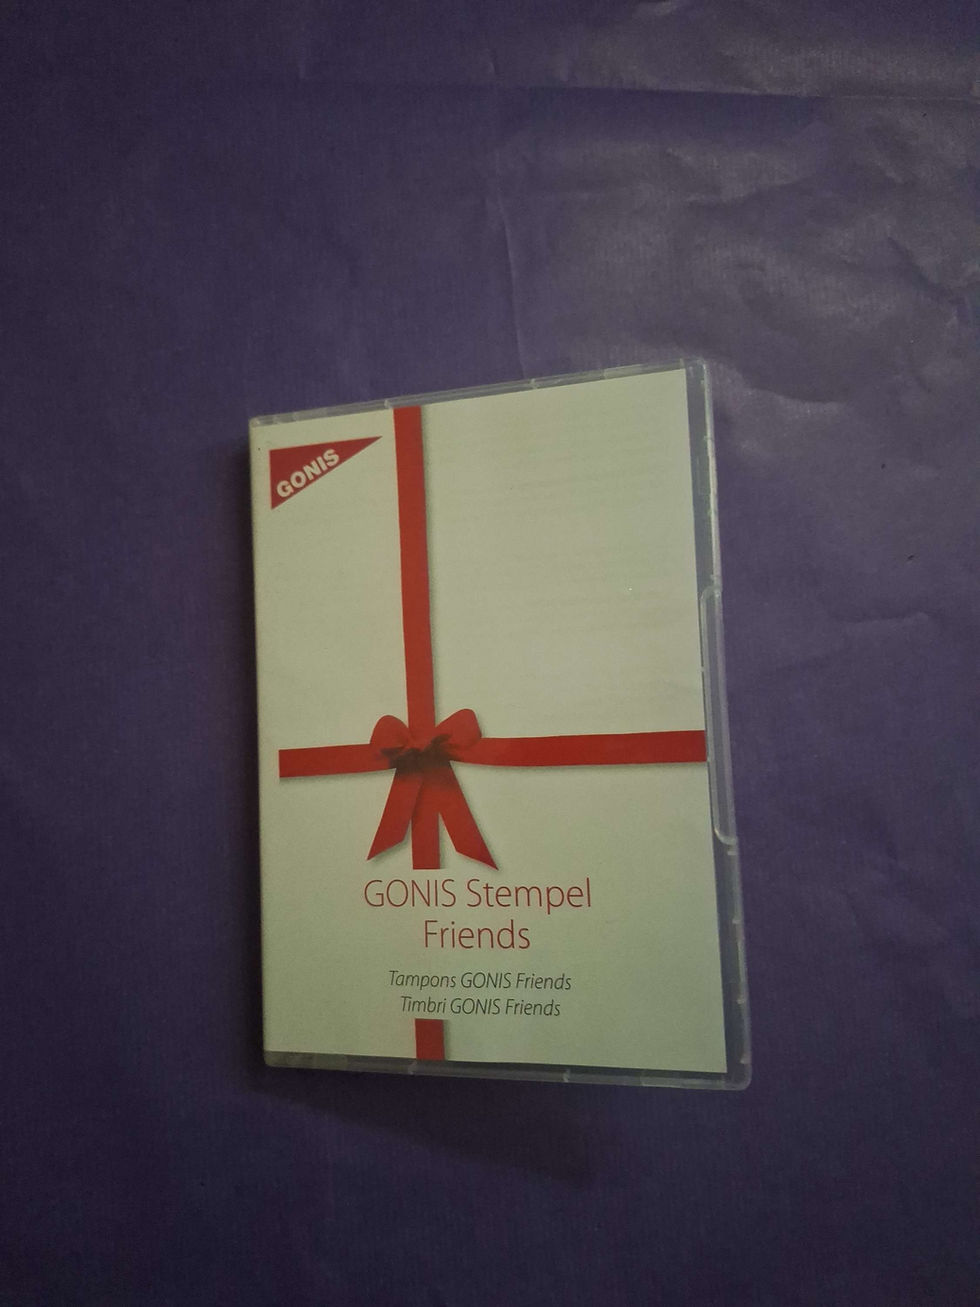 GONIS
GONIS Stempel
Friends
Tampons GONIS Friends
Timbri GONIS Friends